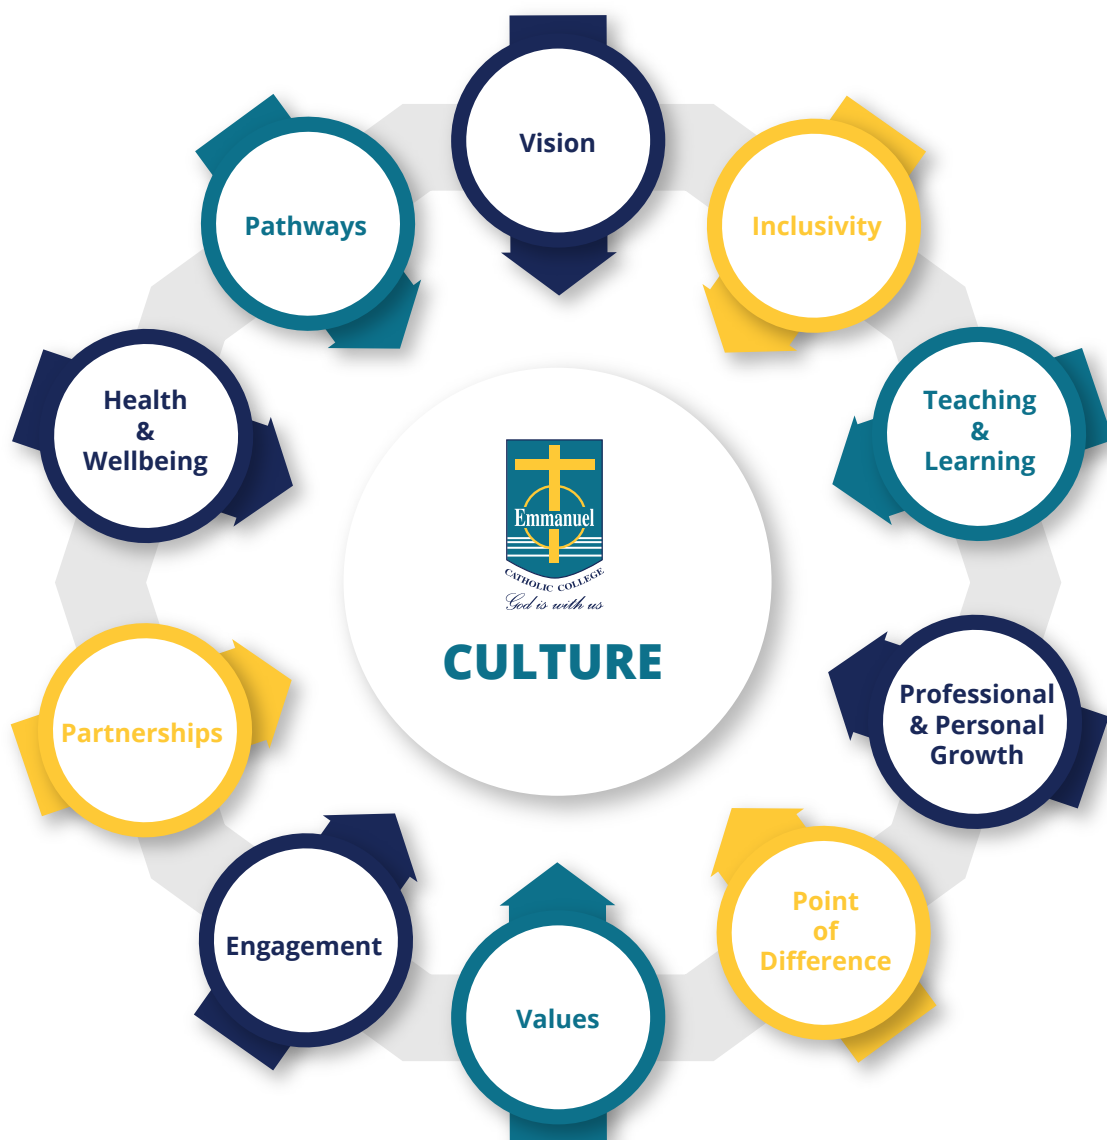 Vision
Inclusivity
Teaching
&
Learning
Professional
& Personal
Growth
Point
of
Difference
Values
Engagement
Partnerships
Health
&
Wellbeing
Pathways
Emmanuel
CATHOLIC COLLEGE
God is with us
CULTURE